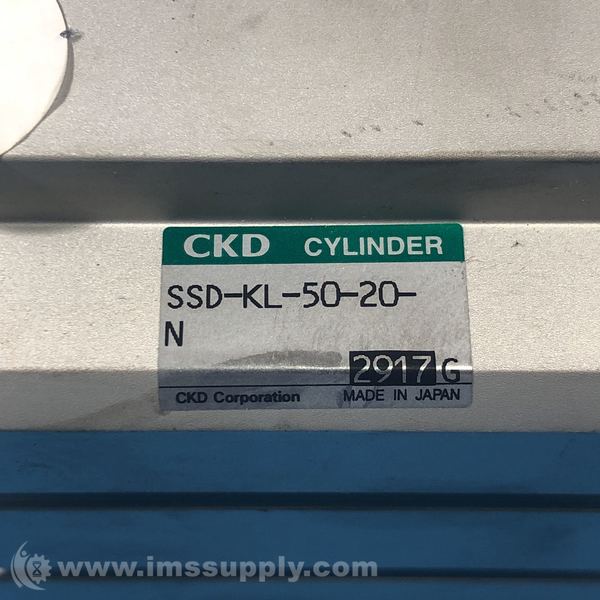 CKD CYLINDER
SSD-KL-50-20-
N
2917 G
CKD Corporation MADE IN JAPAN
www.imssupply.com